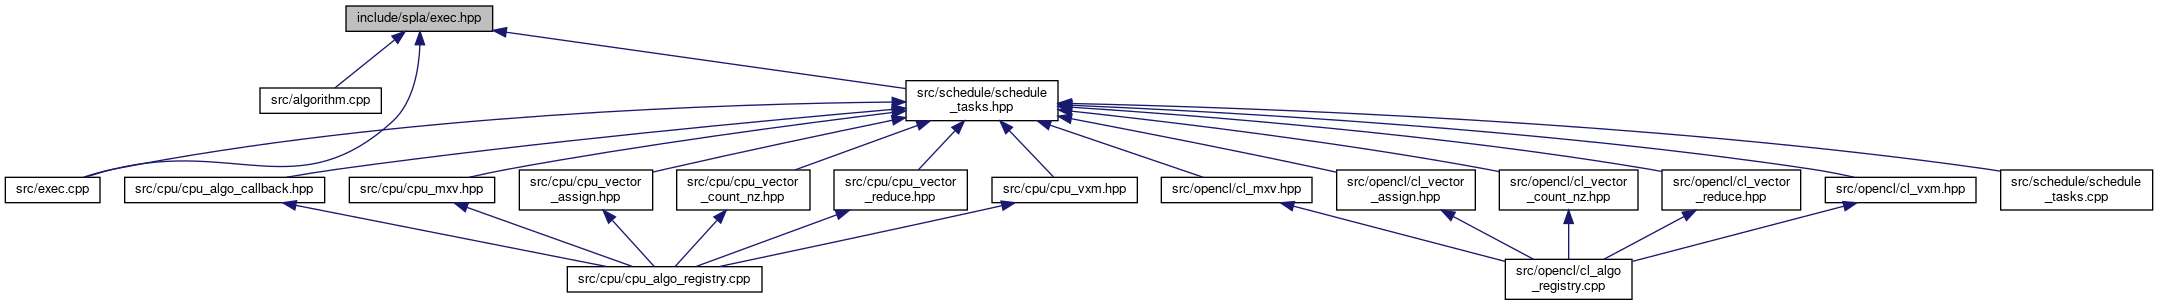 include/spla/exec.hpp
src/algorithm.cpp
src/schedule/schedule
_tasks.hpp
src/exec.cpp
src/cpu/cpu_algo_callback.hpp
src/cpu/cpu_mxv.hpp
src/cpu/cpu_vector
_assign.hpp
src/cpu/cpu_vector
_count_nz.hpp
src/cpu/cpu_vector
_reduce.hpp
src/cpu/cpu_vxm.hpp
src/opencl/cl_mxv.hpp
src/opencl/cl_vector
_assign.hpp
src/opencl/cl_vector
_count_nz.hpp
src/opencl/cl_vector
_reduce.hpp
src/opencl/cl_vxm.hpp
src/schedule/schedule
_tasks.cpp
src/cpu/cpu_algo_registry.cpp
src/opencl/cl_algo
_registry.cpp